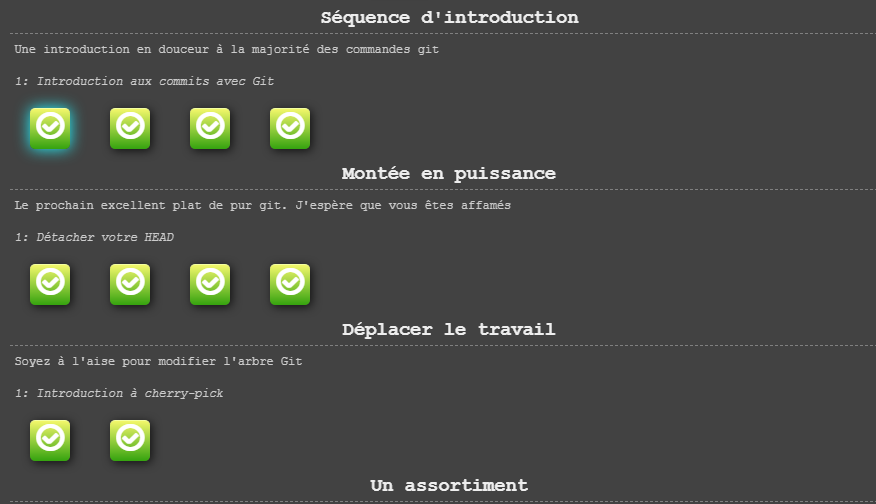 Séquence d'introduction
Une introduction en douceur à la majorité des commandes git
1: Introduction aux commits avec Git
Montée en puissance
Le prochain excellent plat de pur git. J'espère que vous êtes affamés
1: Détacher votre HEAD
Déplacer le travail
Soyez à l'aise pour modifier l'arbre Git
1: Introduction à cherry-pick
Un assortiment